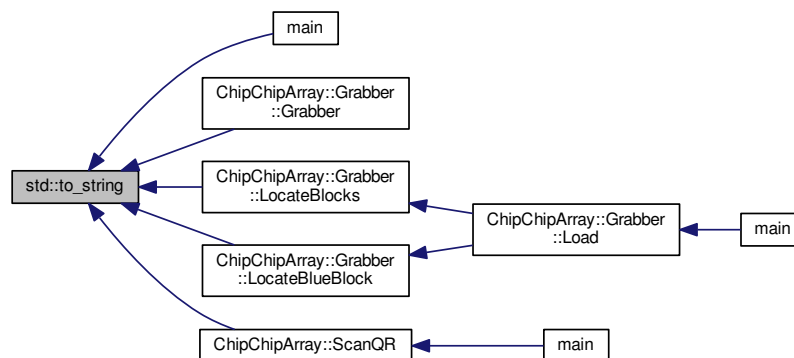 main
ChipChipArray::Grabber
::Grabber
std::to_string
ChipChipArray::Grabber
::LocateBlocks
ChipChipArray::Grabber
::Load
main
ChipChipArray::Grabber
::LocateBlueBlock
ChipChipArray::ScanQR
main